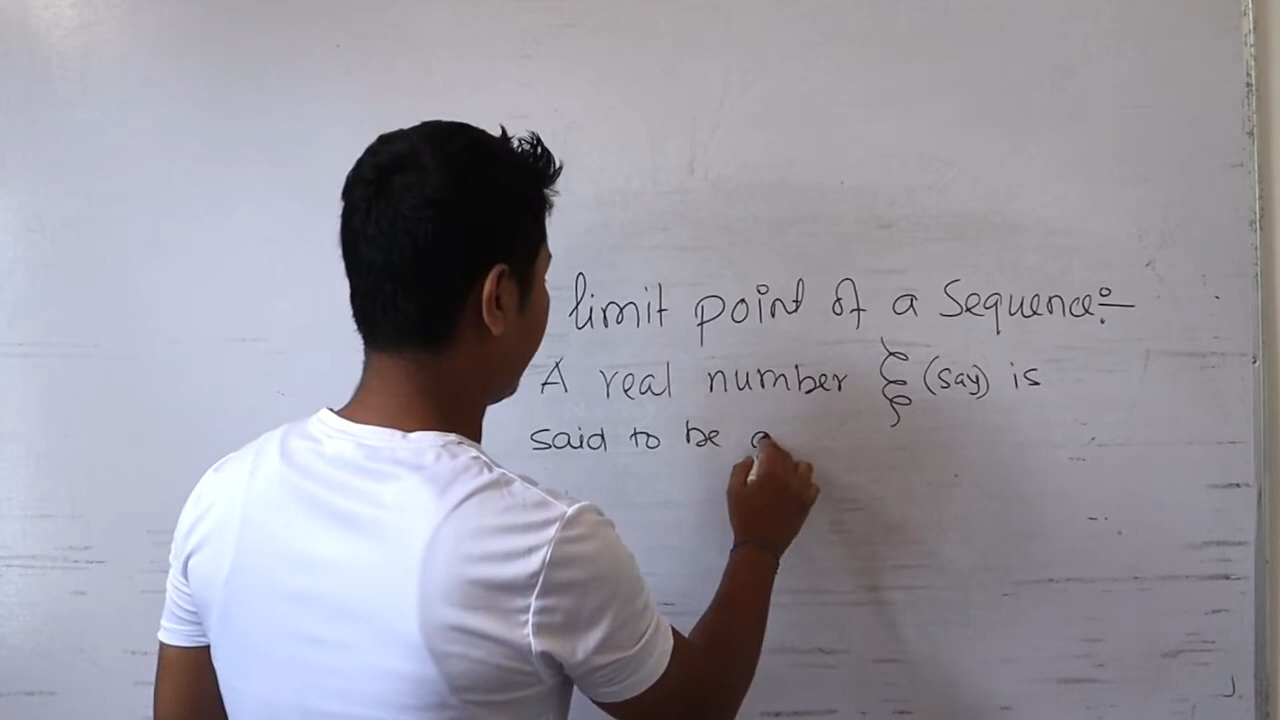 limit point of a Sequence:-
A real number ξ (say) is
said to be a